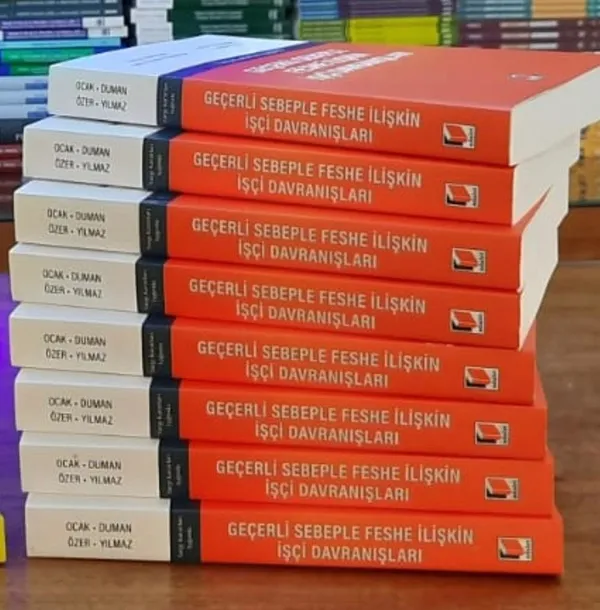 OCAK - DUMAN
ÖZER - YILMAZ
GEÇERLİ SEBEPLE FESHE İLİŞKİN
İŞÇİ DAVRANIŞLARI
OCAK - DUMAN
ÖZER - YILMAZ
GEÇERLİ SEBEPLE FESHE İLİŞKİN
İŞÇİ DAVRANIŞLARI
OCAK - DUMAN
ÖZER - YILMAZ
GEÇERLİ SEBEPLE FESHE İLİŞKİN
İŞÇİ DAVRANIŞLARI
OCAK - DUMAN
ÖZER - YILMAZ
GEÇERLİ SEBEPLE FESHE İLİŞKİN
İŞÇİ DAVRANIŞLARI
OCAK - DUMAN
ÖZER - YILMAZ
GEÇERLİ SEBEPLE FESHE İLİŞKİN
İŞÇİ DAVRANIŞLARI
OCAK - DUMAN
ÖZER - YILMAZ
GEÇERLİ SEBEPLE FESHE İLİŞKİN
İŞÇİ DAVRANIŞLARI
OCAK - DUMAN
ÖZER - YILMAZ
GEÇERLİ SEBEPLE FESHE İLİŞKİN
İŞÇİ DAVRANIŞLARI
OCAK - DUMAN
ÖZER - YILMAZ
GEÇERLİ SEBEPLE FESHE İLİŞKİN
İŞÇİ DAVRANIŞLARI